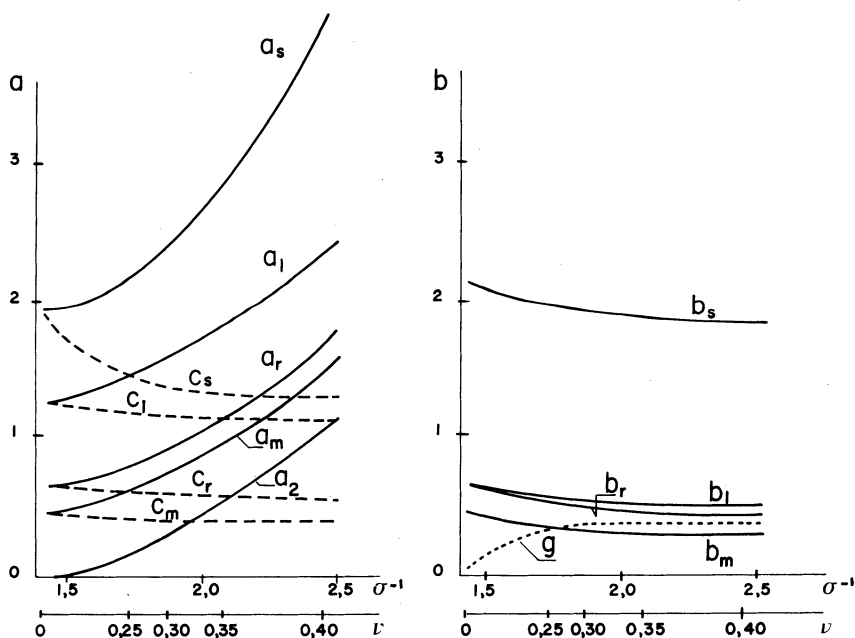 a
3
2
1
0
a_s
a_l
a_r
a_m
a_2
c_s
c_l
c_r
c_m
1,5 2,0 2,5 σ⁻¹
0 0,25 0,30 0,35 0,40 ν
b
3
2
1
0
b_s
b_l
b_r
b_m
g
1,5 2,0 2,5 σ⁻¹
0 0,25 0,30 0,35 0,40 ν